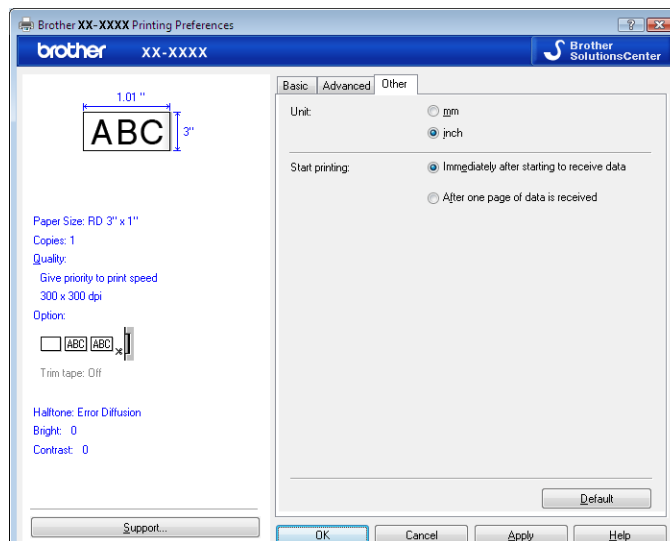 Brother XX-XXXX Printing Preferences
brother XX-XXXX
Brother
SolutionsCenter
1.01 "
ABC
3"
Paper Size: RD 3" x 1"
Copies: 1
Quality:
Give priority to print speed
300 x 300 dpi
Option:
ABC ABC
Trim tape: Off
Halftone: Error Diffusion
Bright: 0
Contrast: 0
Support...
Basic Advanced Other
Unit:
mm
inch
Start printing:
Immediately after starting to receive data
After one page of data is received
Default
OK Cancel Apply Help